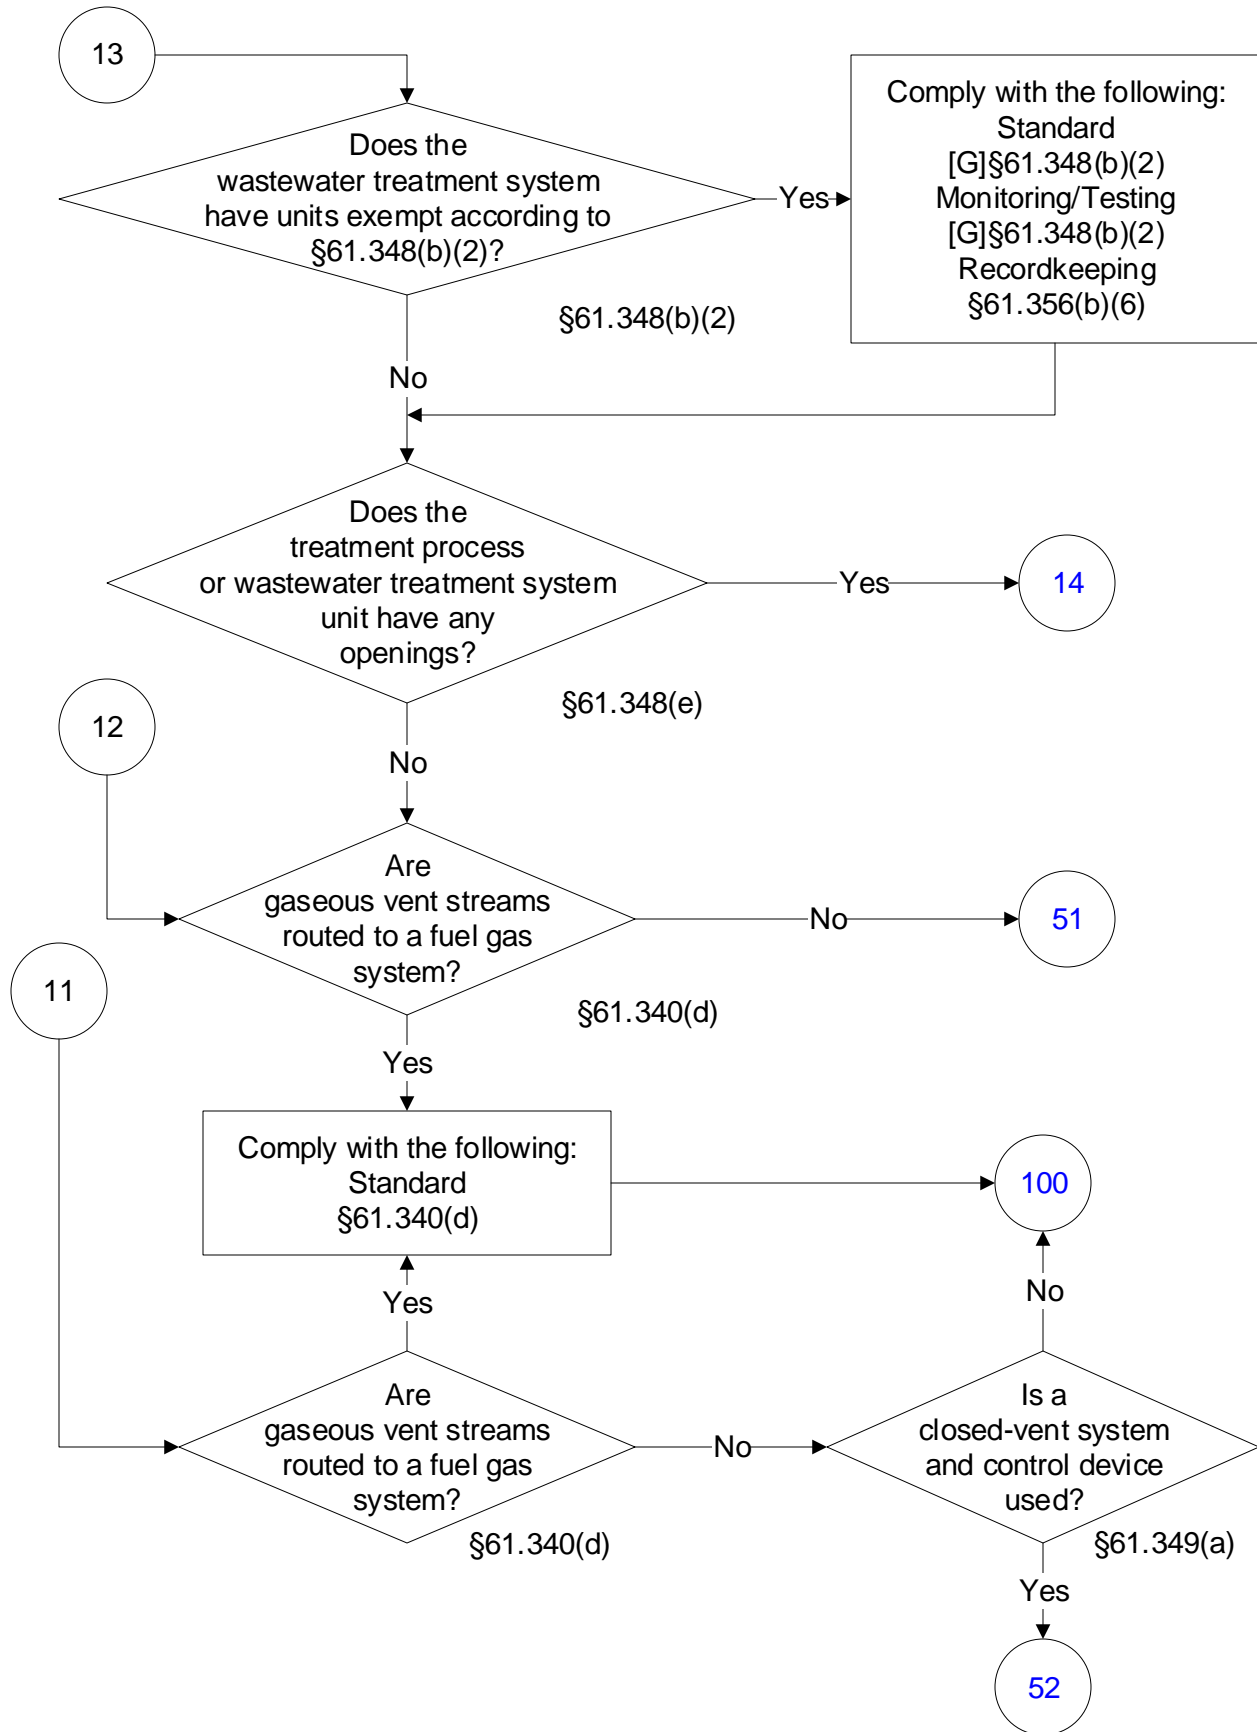 13
Does the
wastewater treatment system
have units exempt according to
§61.348(b)(2)?
Yes
Comply with the following:
Standard
[G]§61.348(b)(2)
Monitoring/Testing
[G]§61.348(b)(2)
Recordkeeping
§61.356(b)(6)
§61.348(b)(2)
No
Does the
treatment process
or wastewater treatment system
unit have any
openings?
Yes
14
§61.348(e)
12
No
Are
gaseous vent streams
routed to a fuel gas
system?
No
51
11
§61.340(d)
Yes
Comply with the following:
Standard
§61.340(d)
100
Yes
No
Are
gaseous vent streams
routed to a fuel gas
system?
No
Is a
closed-vent system
and control device
used?
§61.340(d)
§61.349(a)
Yes
52